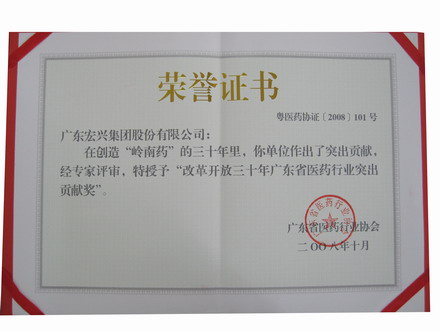 荣誉证书
粤医药协证〔2008〕101号
广东宏兴集团股份有限公司：
在创造“岭南药”的三十年里，你单位作出了突出贡献，
经专家评审，特授予“改革开放三十年广东省医药行业突出
贡献奖”。
广东省医药行业协会
二〇〇八年十月